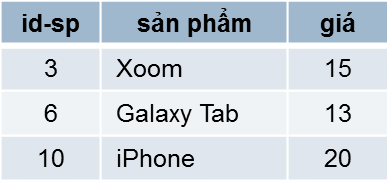 id-sp sản phẩm giá
3 Xoom 15
6 Galaxy Tab 13
10 iPhone 20